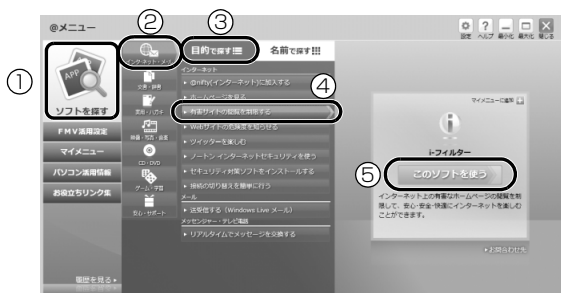 @メニュー
設定 ヘルプ 最小化 最大化 閉じる
①
②
③
④
⑤
ソフトを探す
FMV活用設定
マイメニュー
パソコン活用情報
お役立ちリンク集
履歴を見る
インターネット・メール
文書・辞書
宛名・ハガキ
映像・写真・音楽
CD・DVD
ゲーム・学習
安心・サポート
目的で探す
名前で探す
インターネット
@nifty(インターネット)に加入する
ホームページを見る
有害サイトの閲覧を制限する
Webサイトの危険度を知らせる
ツイッターを楽しむ
ノートン インターネットセキュリティを使う
セキュリティ対策ソフトをインストールする
接続の切り替えを簡単に行う
メール
送受信する (Windows Live メール)
メッセンジャー・テレビ電話
リアルタイムでメッセージを交換する
マイメニューに追加
i-フィルター
このソフトを使う
インターネット上の有害なホームページの閲覧を制
限して、安心・安全・快適にインターネットを楽しむ
ことができます。
お問合わせ先